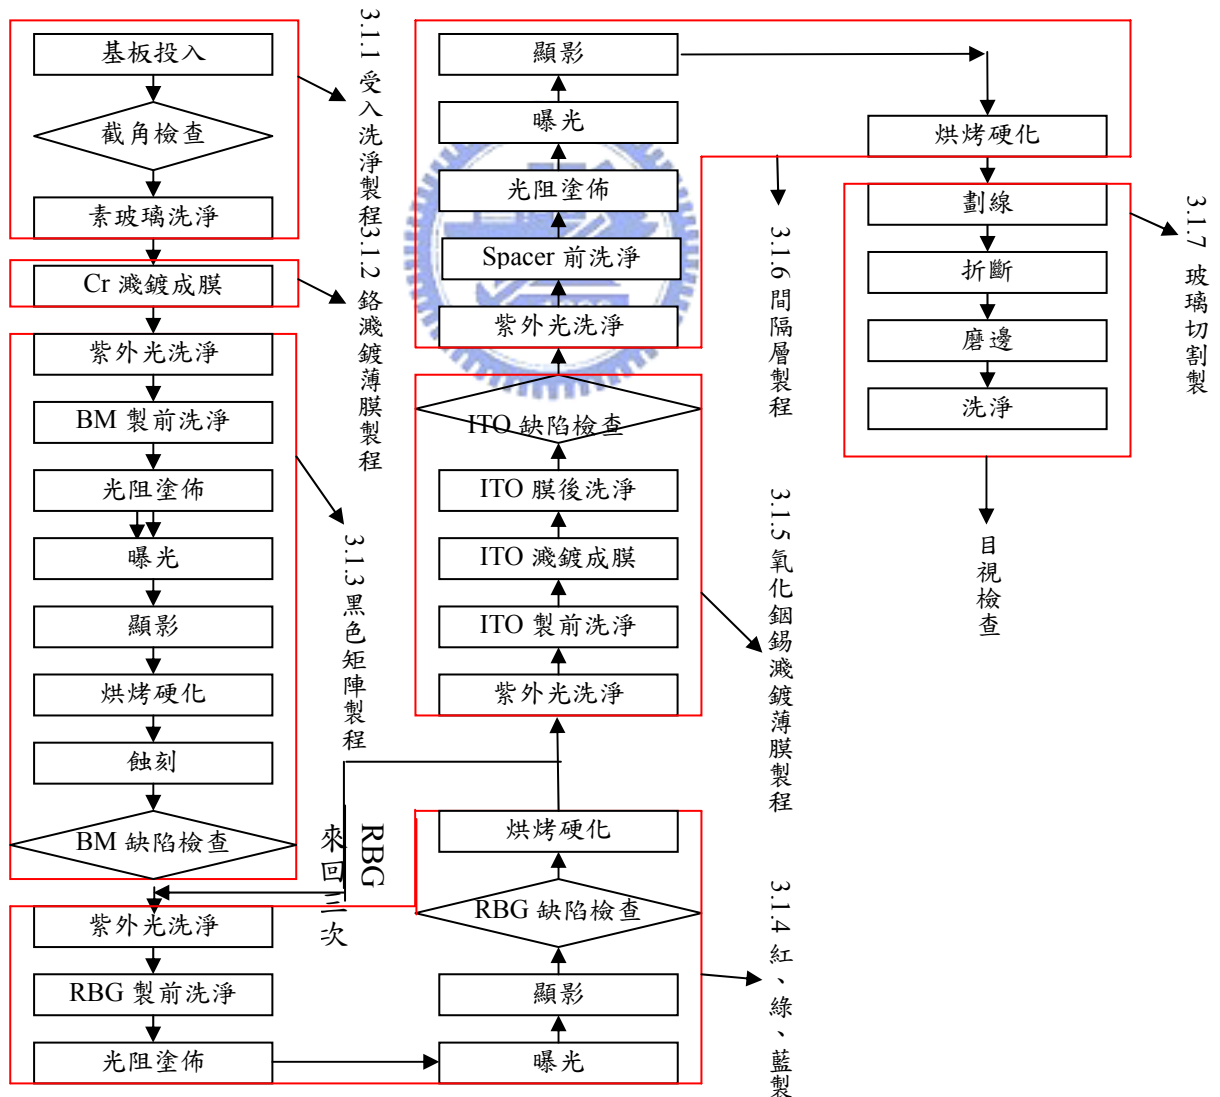 基板投入
截角檢查
素玻璃洗淨
3.1.1 受入洗淨製程
Cr 濺鍍成膜
3.1.2 鉻濺鍍薄膜製程
紫外光洗淨
BM 製前洗淨
光阻塗佈
曝光
顯影
烘烤硬化
蝕刻
BM 缺陷檢查
3.1.3 黑色矩陣製程
紫外光洗淨
RBG 製前洗淨
光阻塗佈
曝光
顯影
RBG 缺陷檢查
烘烤硬化
RBG
來回三次
3.1.4 紅、綠、藍製
紫外光洗淨
ITO 製前洗淨
ITO 濺鍍成膜
ITO 膜後洗淨
ITO 缺陷檢查
3.1.5 氧化銦錫濺鍍薄膜製程
紫外光洗淨
Spacer 前洗淨
光阻塗佈
曝光
顯影
烘烤硬化
3.1.6 間隔層製程
劃線
折斷
磨邊
洗淨
3.1.7 玻璃切割製
目視檢查